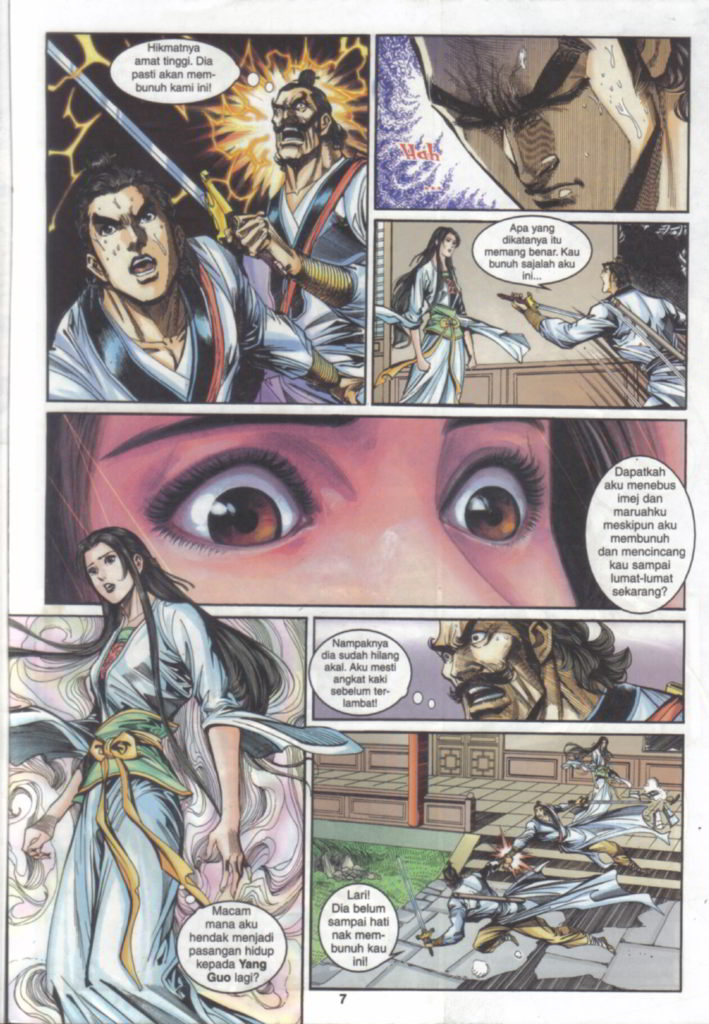 Hikmatnya
amat tinggi. Dia
pasti akan mem-
bunuh kami ini!
Hah
...
Apa yang
dikatanya itu
memang benar. Kau
bunuh sajalah aku
ini...
Dapatkah
aku menebus
imej dan
maruahku
meskipun aku
membunuh
dan mencincang
kau sampai
lumat-lumat
sekarang?
Nampaknya
dia sudah hilang
akal. Aku mesti
angkat kaki
sebelum ter-
lambat!
Macam
mana aku
hendak menjadi
pasangan hidup
kepada Yang
Guo lagi?
Lari!
Dia belum
sampai hati
nak mem-
bunuh kau
ini!
7